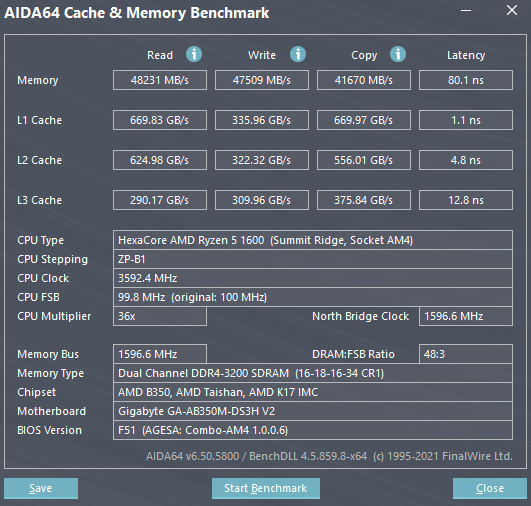 AIDA64 Cache & Memory Benchmark
Read Write Copy Latency
Memory 48231 MB/s 47509 MB/s 41670 MB/s 80.1 ns
L1 Cache 669.83 GB/s 335.96 GB/s 669.97 GB/s 1.1 ns
L2 Cache 624.98 GB/s 322.32 GB/s 556.01 GB/s 4.8 ns
L3 Cache 290.17 GB/s 309.96 GB/s 375.84 GB/s 12.8 ns
CPU Type HexaCore AMD Ryzen 5 1600 (Summit Ridge, Socket AM4)
CPU Stepping ZP-B1
CPU Clock 3592.4 MHz
CPU FSB 99.8 MHz (original: 100 MHz)
CPU Multiplier 36x North Bridge Clock 1596.6 MHz
Memory Bus 1596.6 MHz DRAM:FSB Ratio 48:3
Memory Type Dual Channel DDR4-3200 SDRAM (16-18-16-34 CR1)
Chipset AMD B350, AMD Taishan, AMD K17 IMC
Motherboard Gigabyte GA-AB350M-DS3H V2
BIOS Version F51 (AGESA: Combo-AM4 1.0.0.6)
AIDA64 v6.50.5800 / BenchDLL 4.5.859.8-x64 (c) 1995-2021 FinalWire Ltd.
Save Start Benchmark Close